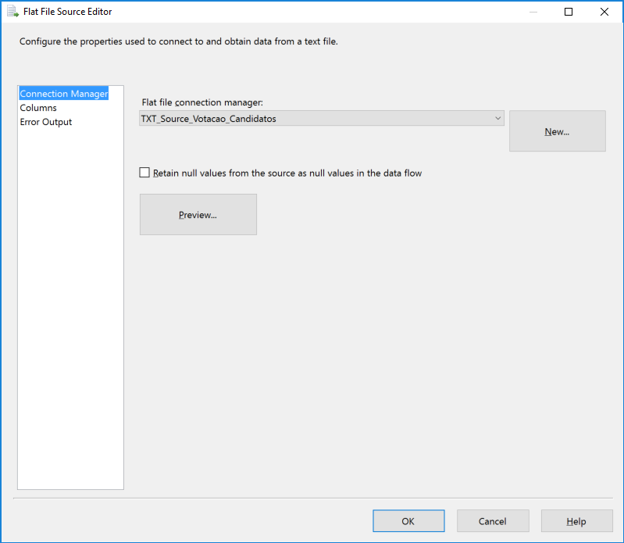 Flat File Source Editor
Configure the properties used to connect to and obtain data from a text file.
Connection Manager
Columns
Error Output
Flat file connection manager:
TXT_Source_Votacao_Candidatos
New...
Retain null values from the source as null values in the data flow
Preview...
OK
Cancel
Help